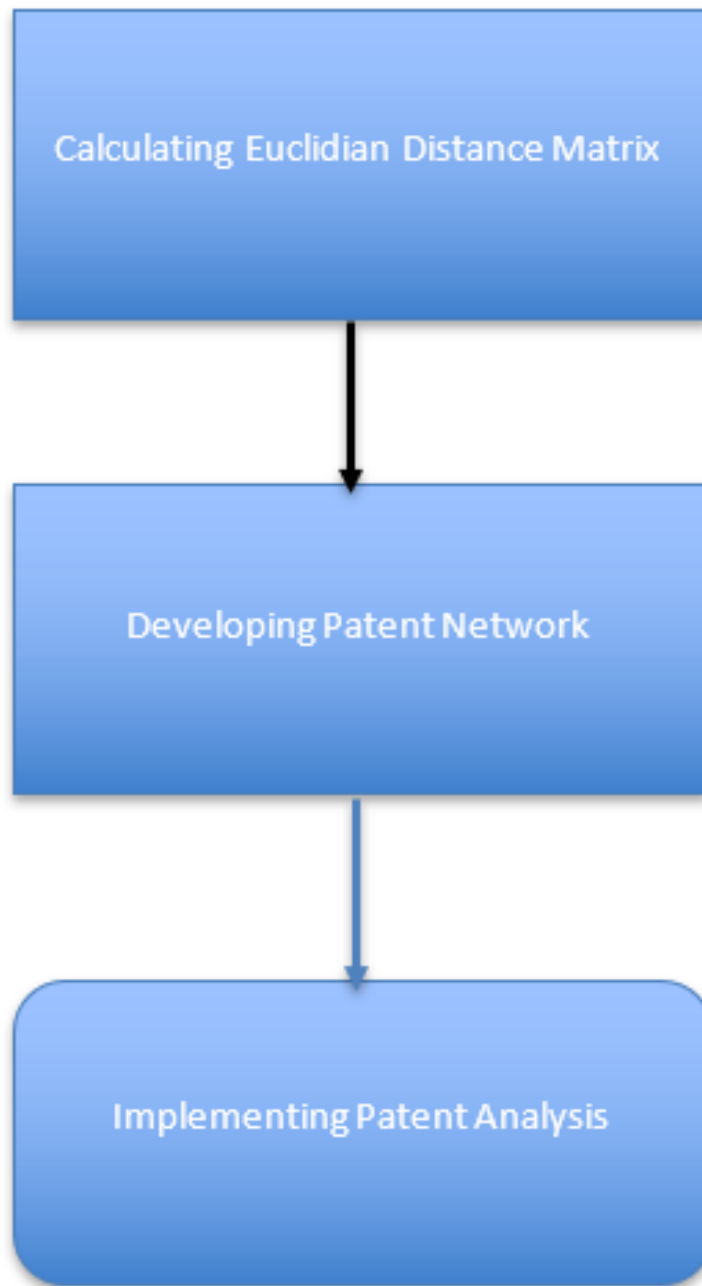 Calculating Euclidian Distance Matrix
Developing Patent Network
Implementing Patent Analysis